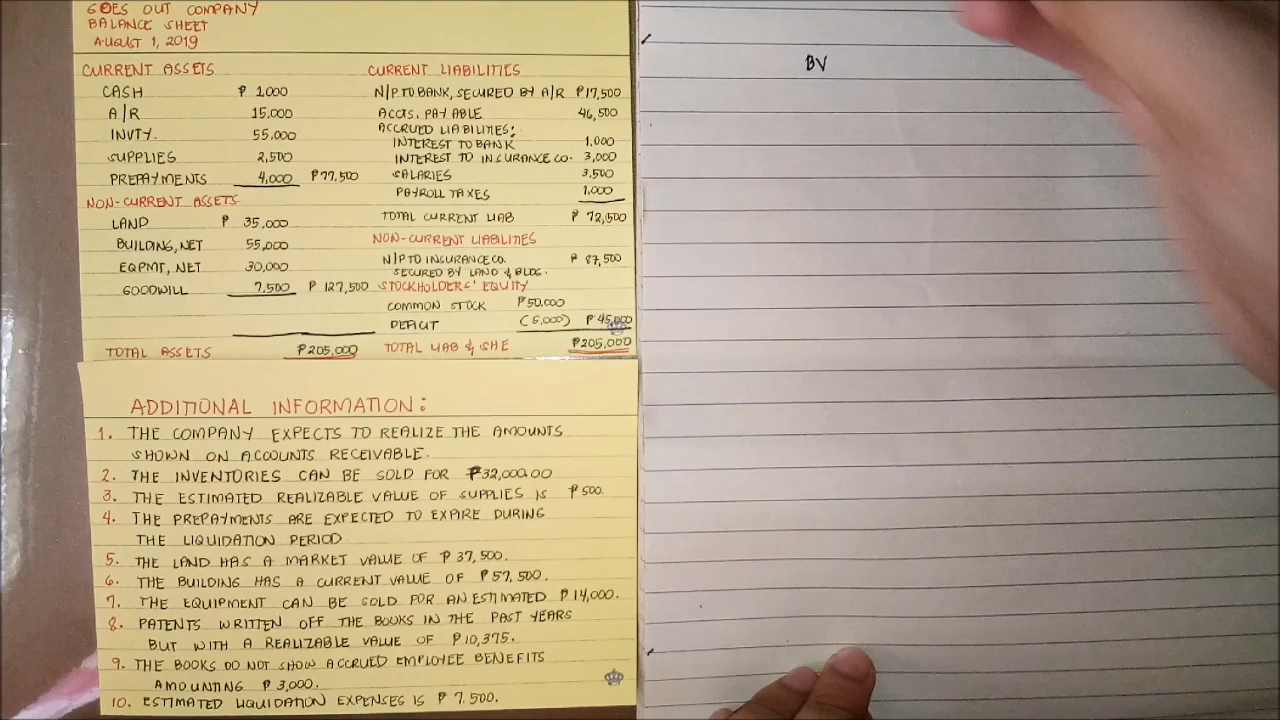 GOES OUT COMPANY
BALANCE SHEET
August 1, 2019
CURRENT ASSETS
CASH ₱ 1,000
A/R 15,000
INVTY. 55,000
SUPPLIES 2,500
PREPAYMENTS 4,000 ₱77,500
NON-CURRENT ASSETS
LAND ₱ 35,000
BUILDING, NET 55,000
EQPMT, NET 30,000
GOODWILL 7,500 ₱ 127,500
TOTAL ASSETS ₱205,000
CURRENT LIABILITIES
N/P TO BANK, SECURED BY A/R ₱17,500
ACCTS. PAYABLE 46,500
ACCRUED LIABILITIES:
INTEREST TO BANK 1,000
INTEREST TO INSURANCE CO. 3,000
SALARIES 3,500
PAYROLL TAXES 1,000
TOTAL CURRENT LIAB ₱ 72,500
NON-CURRENT LIABILITIES
N/P TO INSURANCE CO. ₱ 87,500
SECURED BY LAND & BLDG.
STOCKHOLDERS' EQUITY
COMMON STOCK ₱50,000
DEFICIT (5,000) ₱ 45,000
TOTAL LIAB & SHE ₱205,000
ADDITIONAL INFORMATION:
1. THE COMPANY EXPECTS TO REALIZE THE AMOUNTS
SHOWN ON ACCOUNTS RECEIVABLE.
2. THE INVENTORIES CAN BE SOLD FOR ₱32,000.00
3. THE ESTIMATED REALIZABLE VALUE OF SUPPLIES IS ₱500.
4. THE PREPAYMENTS ARE EXPECTED TO EXPIRE DURING
THE LIQUIDATION PERIOD
5. THE LAND HAS A MARKET VALUE OF ₱ 37,500.
6. THE BUILDING HAS A CURRENT VALUE OF ₱57,500.
7. THE EQUIPMENT CAN BE SOLD FOR AN ESTIMATED ₱14,000.
8. PATENTS WRITTEN OFF THE BOOKS IN THE PAST YEARS
BUT WITH A REALIZABLE VALUE OF ₱10,375.
9. THE BOOKS DO NOT SHOW ACCRUED EMPLOYEE BENEFITS
AMOUNTING ₱ 3,000.
10. ESTIMATED LIQUIDATION EXPENSES IS ₱ 7,500.
BV